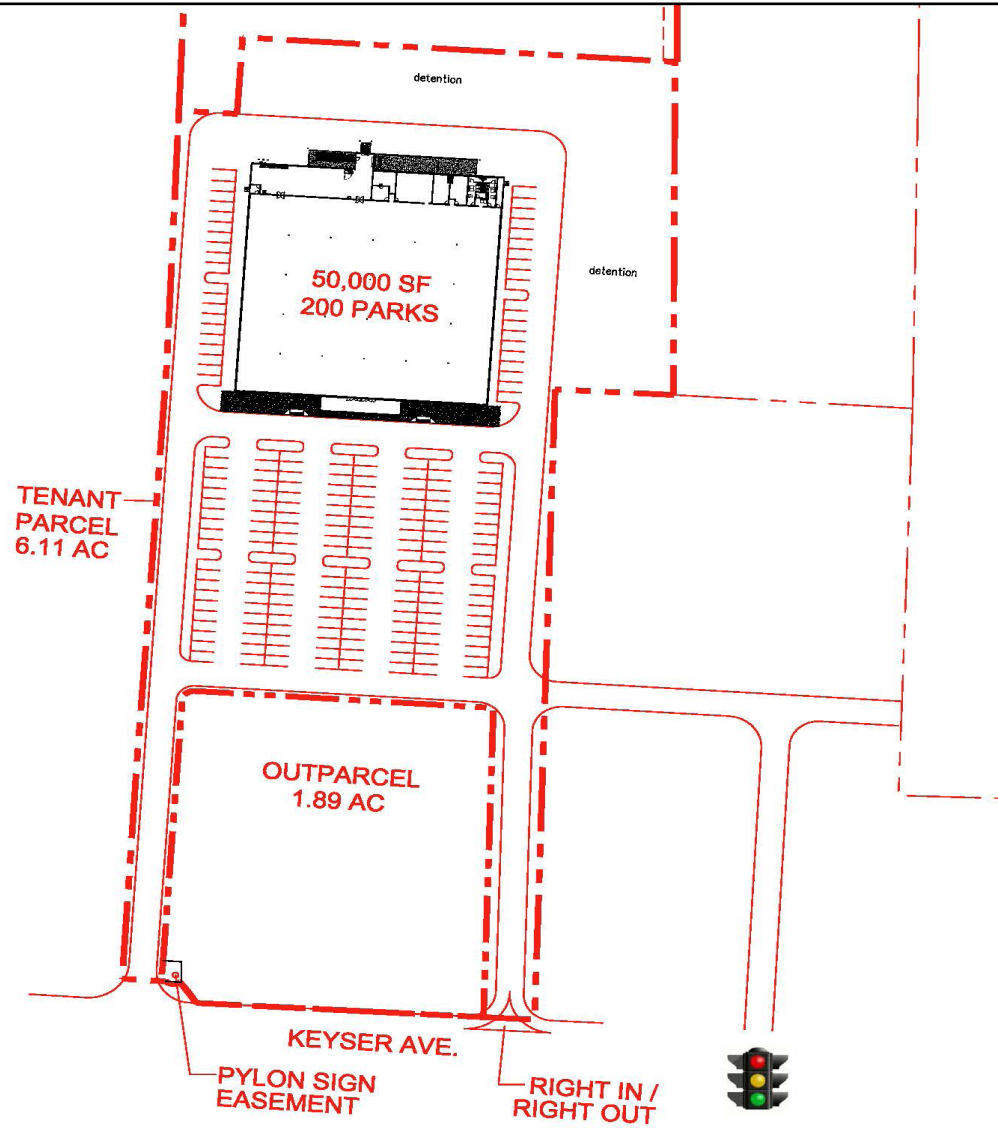 detention
detention
50,000 SF
200 PARKS
TENANT
PARCEL
6.11 AC
OUTPARCEL
1.89 AC
KEYSER AVE.
PYLON SIGN
EASEMENT
RIGHT IN /
RIGHT OUT